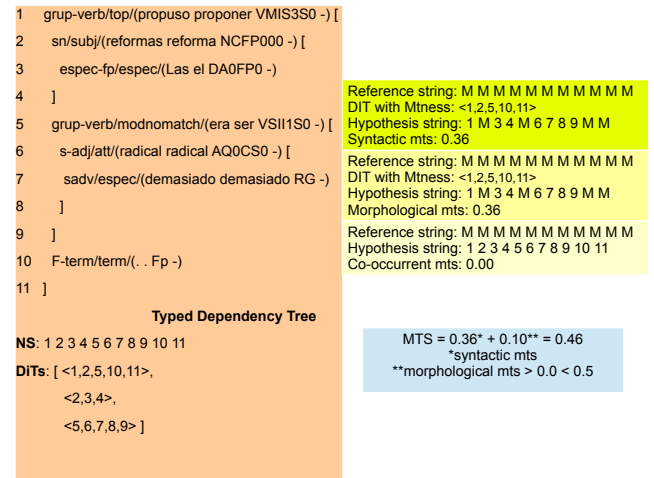 1 grup-verb/top/(propuso proponer VMIS3S0 -) [
2 sn/subj/(reformas reforma NCFP000 -) [
3 espec-fp/espec/(Las el DA0FP0 -)
4 ]
5 grup-verb/modnomatch/(era ser VSII1S0 -) [
6 s-adj/att/(radical radical AQ0CS0 -) [
7 sadv/espec/(demasiado demasiado RG -)
8 ]
9 ]
10 F-term/term/(. . Fp -)
11 ]
Typed Dependency Tree
NS: 1 2 3 4 5 6 7 8 9 10 11
DiTs: [ <1,2,5,10,11>,
<2,3,4>,
<5,6,7,8,9> ]
Reference string: M M M M M M M M M M M
DIT with Mtness: <1,2,5,10,11>
Hypothesis string: 1 M 3 4 M 6 7 8 9 M M
Syntactic mts: 0.36
Reference string: M M M M M M M M M M M
DIT with Mtness: <1,2,5,10,11>
Hypothesis string: 1 M 3 4 M 6 7 8 9 M M
Morphological mts: 0.36
Reference string: M M M M M M M M M M M
Hypothesis string: 1 2 3 4 5 6 7 8 9 10 11
Co-occurrent mts: 0.00
MTS = 0.36* + 0.10** = 0.46
*syntactic mts
**morphological mts > 0.0 < 0.5